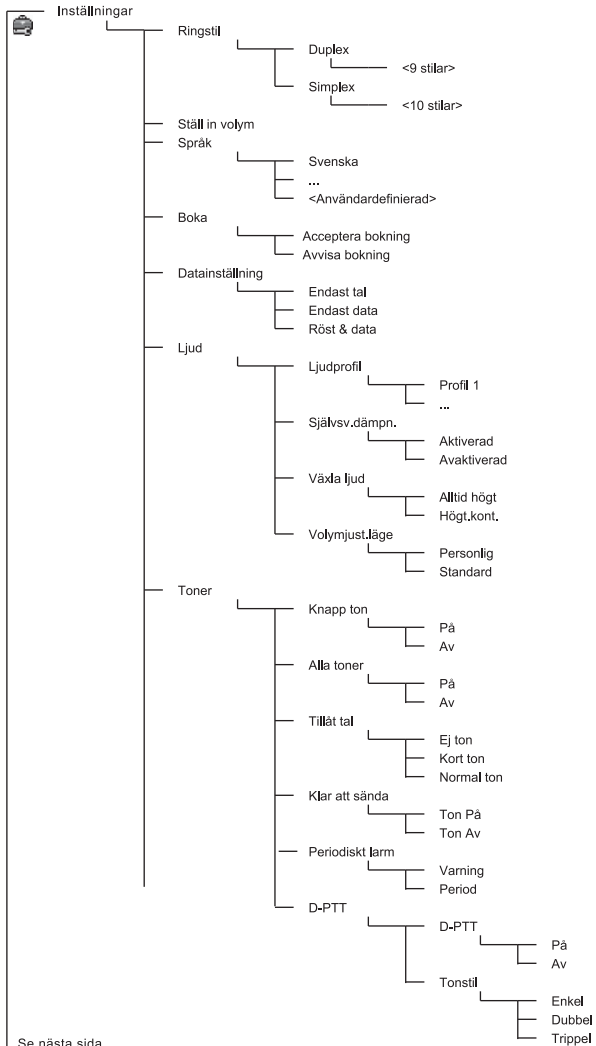 Inställningar
Ringstil
Duplex
<9 stilar>
Simplex
<10 stilar>
Ställ in volym
Språk
Svenska
...
<Användardefinierad>
Boka
Acceptera bokning
Avvisa bokning
Datainställning
Endast tal
Endast data
Röst & data
Ljud
Ljudprofil
Profil 1
...
Självsv.dämpn.
Aktiverad
Avaktiverad
Växla ljud
Alltid högt
Högt.kont.
Volymjust.läge
Personlig
Standard
Toner
Knapp ton
På
Av
Alla toner
På
Av
Tillåt tal
Ej ton
Kort ton
Normal ton
Klar att sända
Ton På
Ton Av
Periodiskt larm
Varning
Period
D-PTT
D-PTT
På
Av
Tonstil
Enkel
Dubbel
Trippel
Se nästa sida